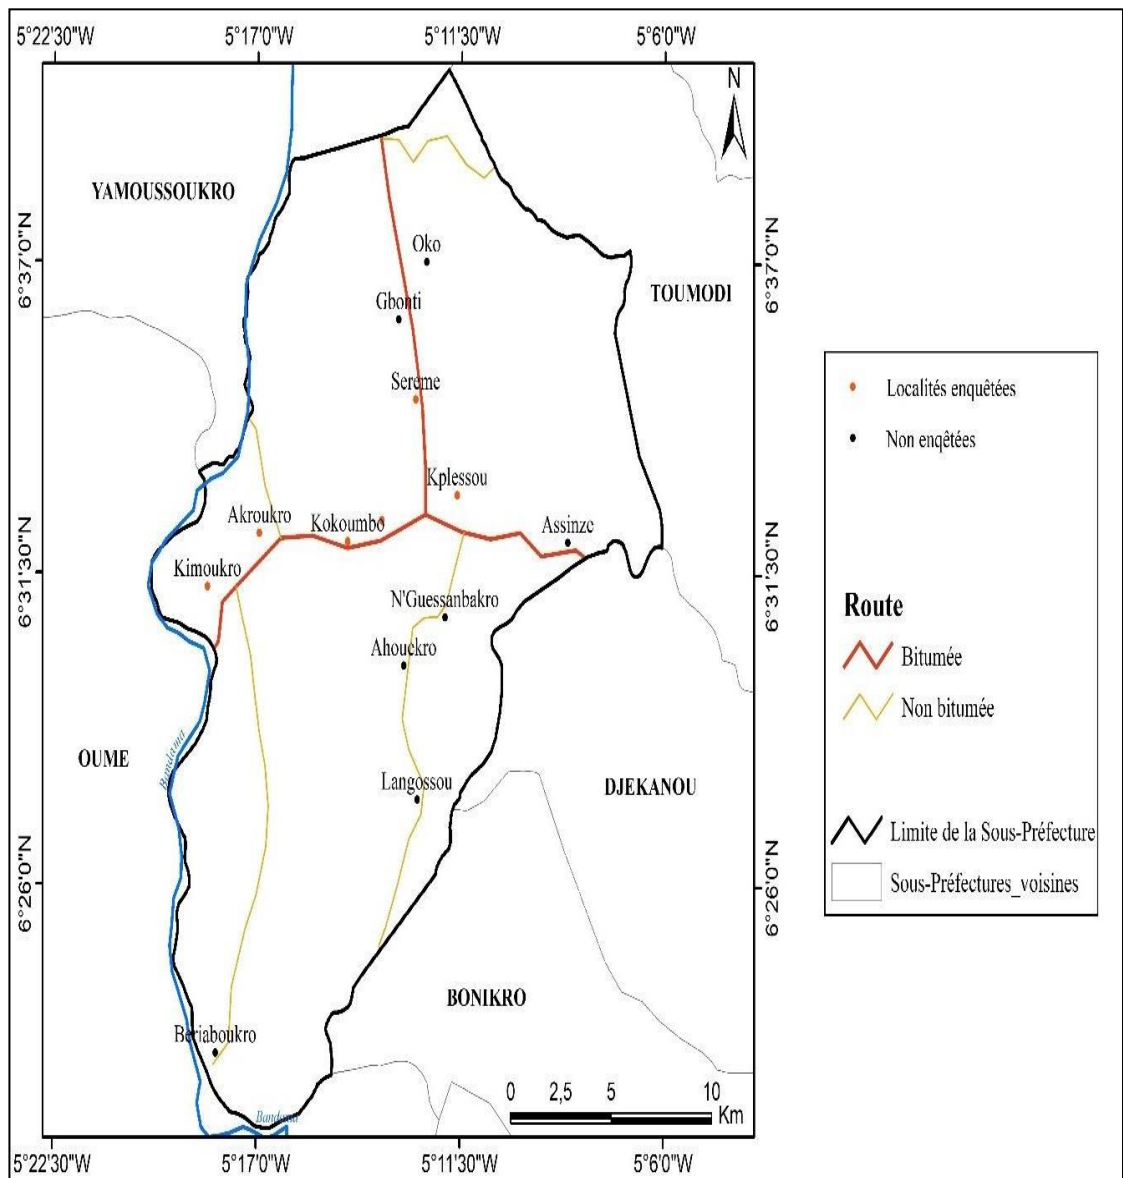 5°22'30"W 5°17'0"W 5°11'30"W 5°6'0"W
N
YAMOUSSOUKRO
6°37'0"N
Oko
6°37'0"N
TOUMODI
Gbonti
Sereme
Localités enquêtées
Non enqêtées
Kplessou
Akroukro
Kokoumbo
Assinze
6°31'30"N
Kimoukro
6°31'30"N
N'Guessanbakro
Route
Ahouekro
Bitumée
Non bitumée
OUME
Bandama
Langossou
DJEKANOU
Limite de la Sous-Préfecture
6°26'0"N
6°26'0"N
Sous-Préfectures_voisines
BONIKRO
Beriaboukro
0 2,5 5 10
Km
Bandama
5°22'30"W 5°17'0"W 5°11'30"W 5°6'0"W